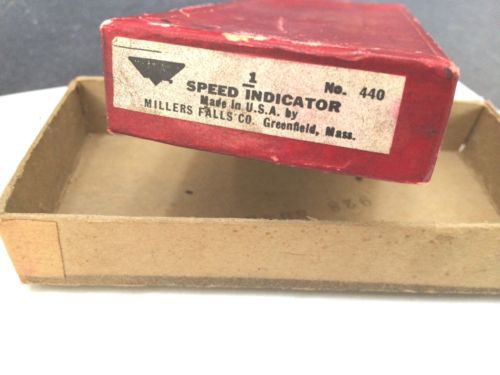 1 No. 440
SPEED INDICATOR
Made in U.S.A. by
MILLERS FALLS CO. Greenfield, Mass.